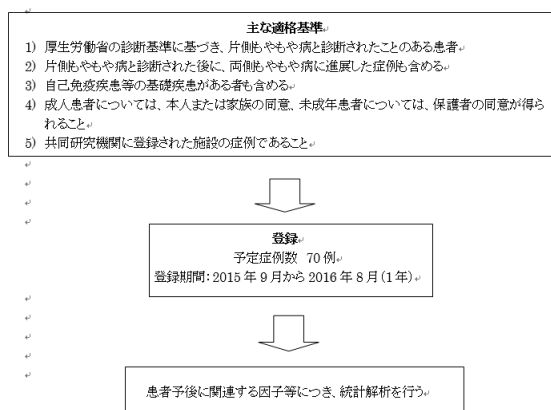 主な適格基準
1) 厚生労働省の診断基準に基づき、片側もやもや病と診断されたことのある患者
2) 片側もやもや病と診断された後に、両側もやもや病に進展した症例も含める
3) 自己免疫疾患等の基礎疾患がある者も含める
4) 成人患者については、本人または家族の同意、未成年患者については、保護者の同意が得ら
れること
5) 共同研究機関に登録された施設の症例であること
登録
予定症例数 70例
登録期間：2015年9月から2016年8月(1年)
患者予後に関連する因子等につき、統計解析を行う